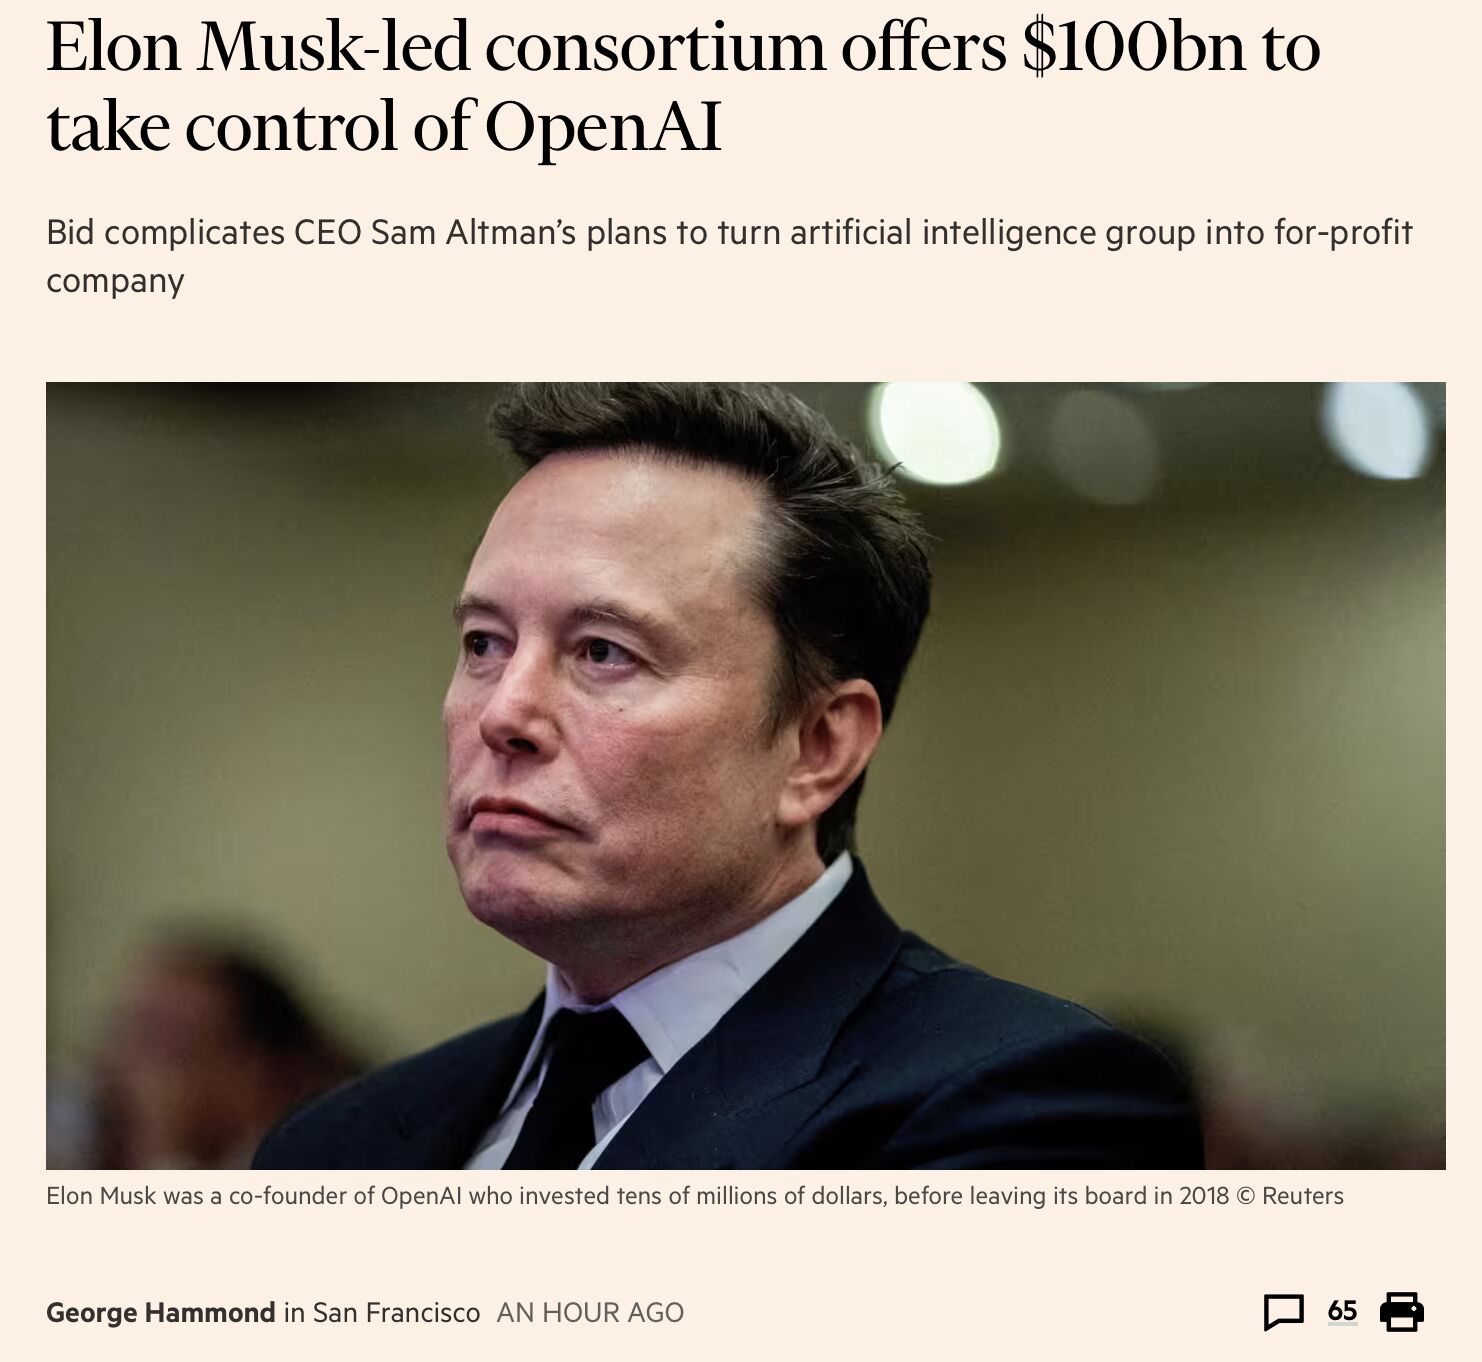 Elon Musk-led consortium offers $100bn to
take control of OpenAI
Bid complicates CEO Sam Altman’s plans to turn artificial intelligence group into for-profit
company
Elon Musk was a co-founder of OpenAI who invested tens of millions of dollars, before leaving its board in 2018 © Reuters
George Hammond in San Francisco AN HOUR AGO
65